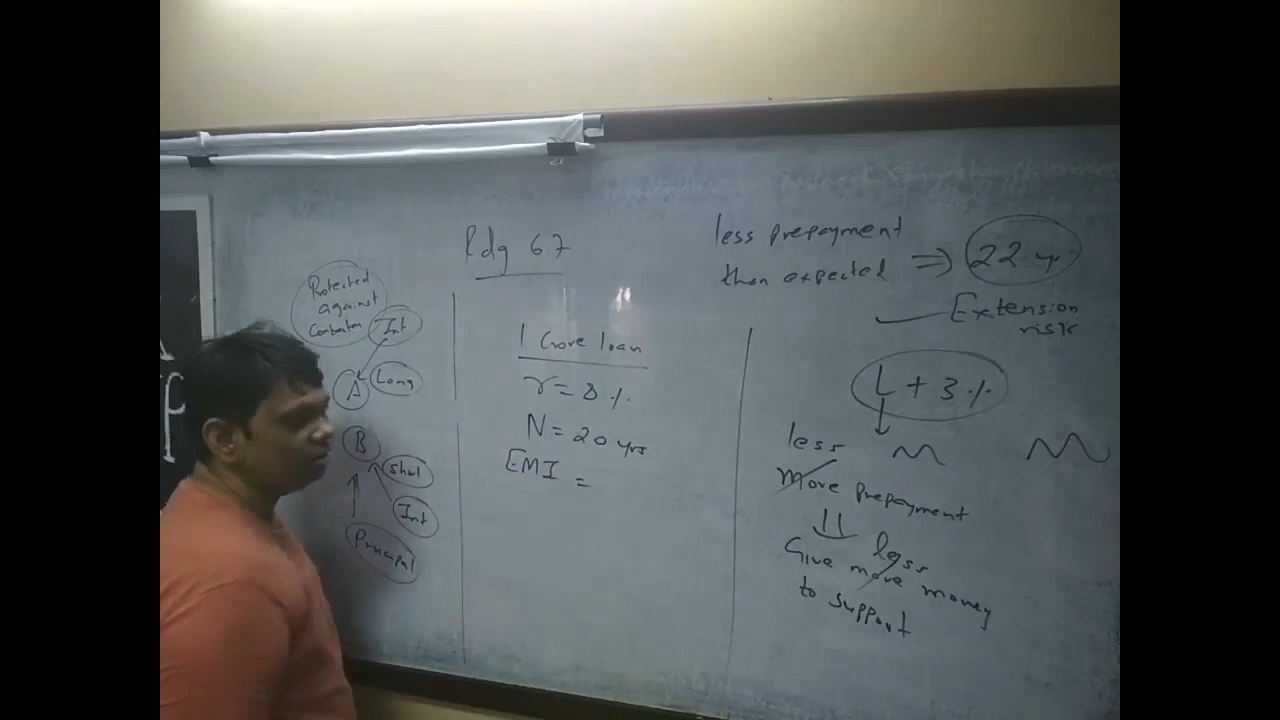 Rdg 67
Protected
against
Contraction
Int
A
Long
B
Short
Int
Principal
1 Crore loan
r = 8 %
N = 20 yrs
EMI =
less prepayment
than expected ⇒ 22 yr.
Extension
risk
L + 3 %
less
More prepayment
less
Give more money
to support